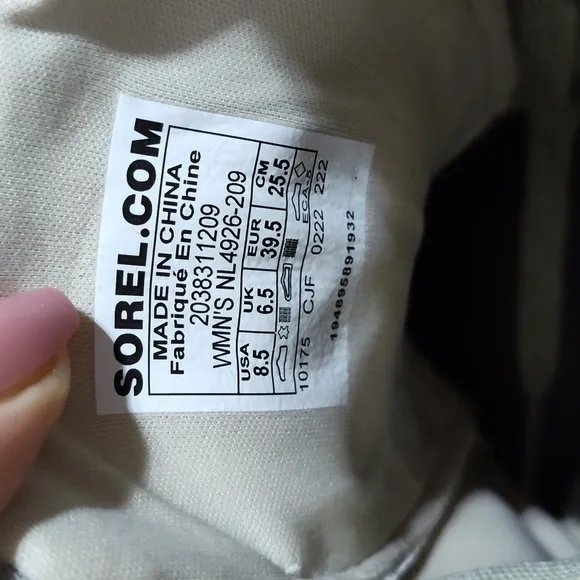 SOREL.COM
MADE IN CHINA
Fabriqué En Chine
2038311209
WMN'S NL4926-209
USA UK EUR CM
8.5 6.5 39.5 25.5
10175 CJF 0222 222
194895891932